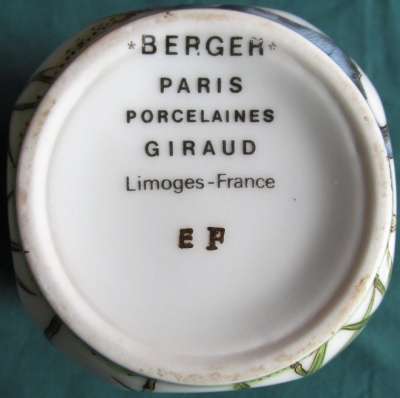 *BERGER*
PARIS
PORCELAINES
GIRAUD
Limoges-France
EF